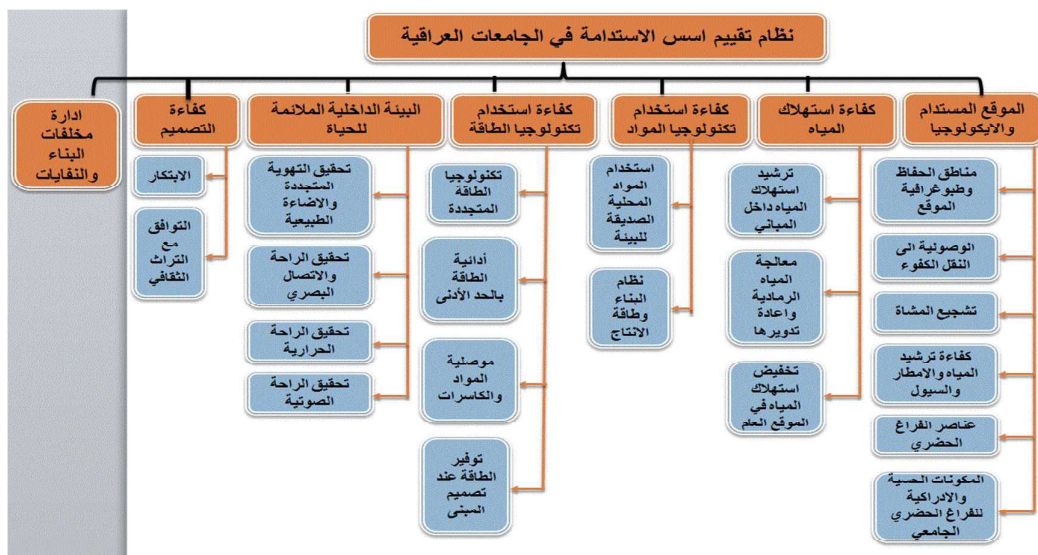 نظام تقييم اسس الاستدامة في الجامعات العراقية
الموقع المستدام
والايكولوجيا
مناطق الحفاظ
وطبوغرافية
الموقع
الوصولية الى
النقل الكفوء
تشجيع المشاة
كفاءة ترشيد
المياه والامطار
والسيول
عناصر الفراغ
الحضري
المكونات الحسية
والادراكية
للفراغ الحضري
الجامعي
كفاءة استهلاك
المياه
ترشيد
استهلاك
المياه داخل
المباني
معالجة
المياه
الرمادية
واعادة
تدويرها
تخفيض
استهلاك
المياه في
الموقع العام
كفاءة استخدام
تكنولوجيا المواد
استخدام
المواد
المحلية
الصديقة
للبيئة
نظام
البناء
وطاقة
الانتاج
كفاءة استخدام
تكنولوجيا الطاقة
تكنولوجيا
الطاقة
المتجددة
أدائية
الطاقة
بالحد الأدنى
موصلية
المواد
والكاسرات
توفير
الطاقة عند
تصميم
المبنى
البيئة الداخلية الملائمة
للحياة
تحقيق التهوية
المتجددة
والاضاءة
الطبيعية
تحقيق الراحة
والاتصال
البصري
تحقيق الراحة
الحرارية
تحقيق الراحة
الصوتية
كفاءة
التصميم
الابتكار
التوافق
مع
التراث
الثقافي
ادارة
مخلفات
البناء
والنفايات